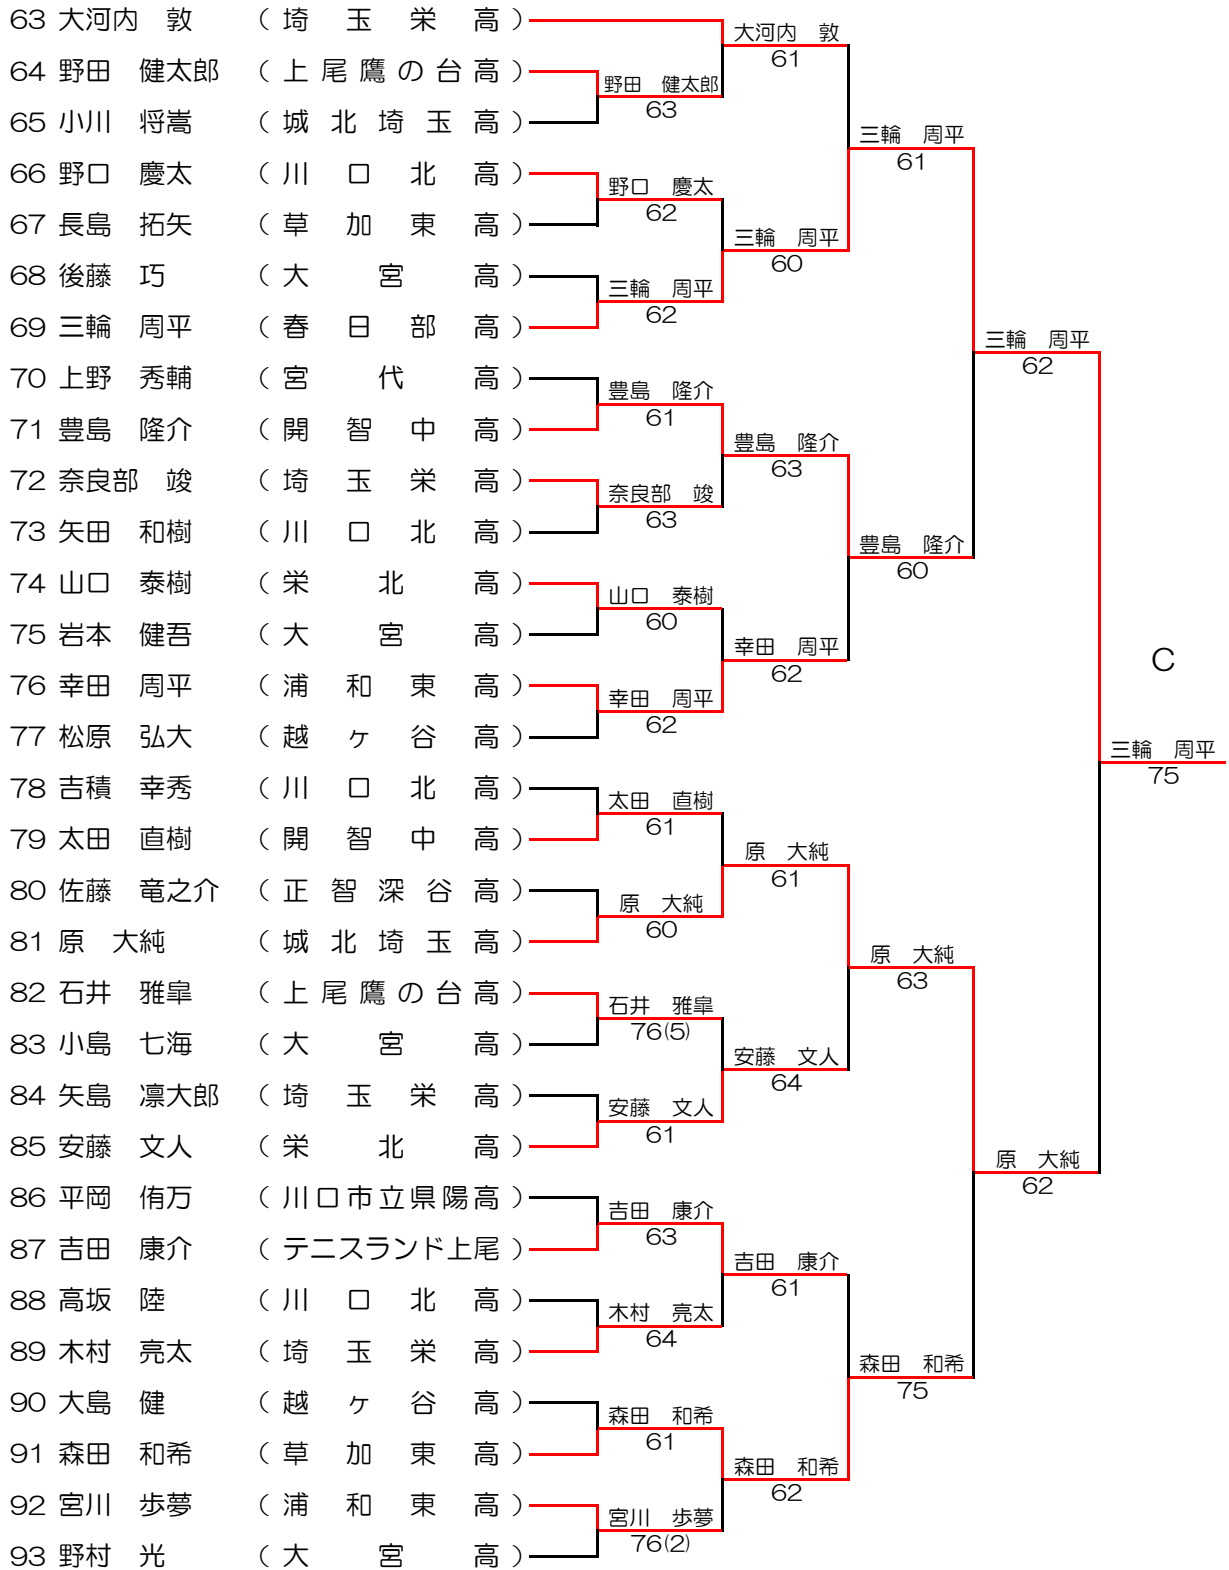 63 大河内 敦 （ 埼 玉 栄 高 ）
64 野田 健太郎 （ 上 尾 鷹 の 台 高 ）
65 小川 将嵩 （ 城 北 埼 玉 高 ）
66 野口 慶太 （ 川 口 北 高 ）
67 長島 拓矢 （ 草 加 東 高 ）
68 後藤 巧 （ 大 宮 高 ）
69 三輪 周平 （ 春 日 部 高 ）
70 上野 秀輔 （ 宮 代 高 ）
71 豊島 隆介 （ 開 智 中 高 ）
72 奈良部 竣 （ 埼 玉 栄 高 ）
73 矢田 和樹 （ 川 口 北 高 ）
74 山口 泰樹 （ 栄 北 高 ）
75 岩本 健吾 （ 大 宮 高 ）
76 幸田 周平 （ 浦 和 東 高 ）
77 松原 弘大 （ 越 ヶ 谷 高 ）
78 吉積 幸秀 （ 川 口 北 高 ）
79 太田 直樹 （ 開 智 中 高 ）
80 佐藤 竜之介 （ 正 智 深 谷 高 ）
81 原 大純 （ 城 北 埼 玉 高 ）
82 石井 雅皐 （ 上 尾 鷹 の 台 高 ）
83 小島 七海 （ 大 宮 高 ）
84 矢島 凛大郎 （ 埼 玉 栄 高 ）
85 安藤 文人 （ 栄 北 高 ）
86 平岡 侑万 （ 川口市立県陽高 ）
87 吉田 康介 （ テニスランド上尾 ）
88 高坂 陸 （ 川 口 北 高 ）
89 木村 亮太 （ 埼 玉 栄 高 ）
90 大島 健 （ 越 ヶ 谷 高 ）
91 森田 和希 （ 草 加 東 高 ）
92 宮川 歩夢 （ 浦 和 東 高 ）
93 野村 光 （ 大 宮 高 ）
野田 健太郎
63
野口 慶太
62
三輪 周平
62
豊島 隆介
61
奈良部 竣
63
山口 泰樹
60
幸田 周平
62
太田 直樹
61
原 大純
60
石井 雅皐
76(5)
安藤 文人
61
吉田 康介
63
木村 亮太
64
森田 和希
61
宮川 歩夢
76(2)
大河内 敦
61
三輪 周平
60
豊島 隆介
63
幸田 周平
62
原 大純
61
安藤 文人
64
吉田 康介
61
森田 和希
62
三輪 周平
61
豊島 隆介
60
原 大純
63
森田 和希
75
三輪 周平
62
原 大純
62
C
三輪 周平
75